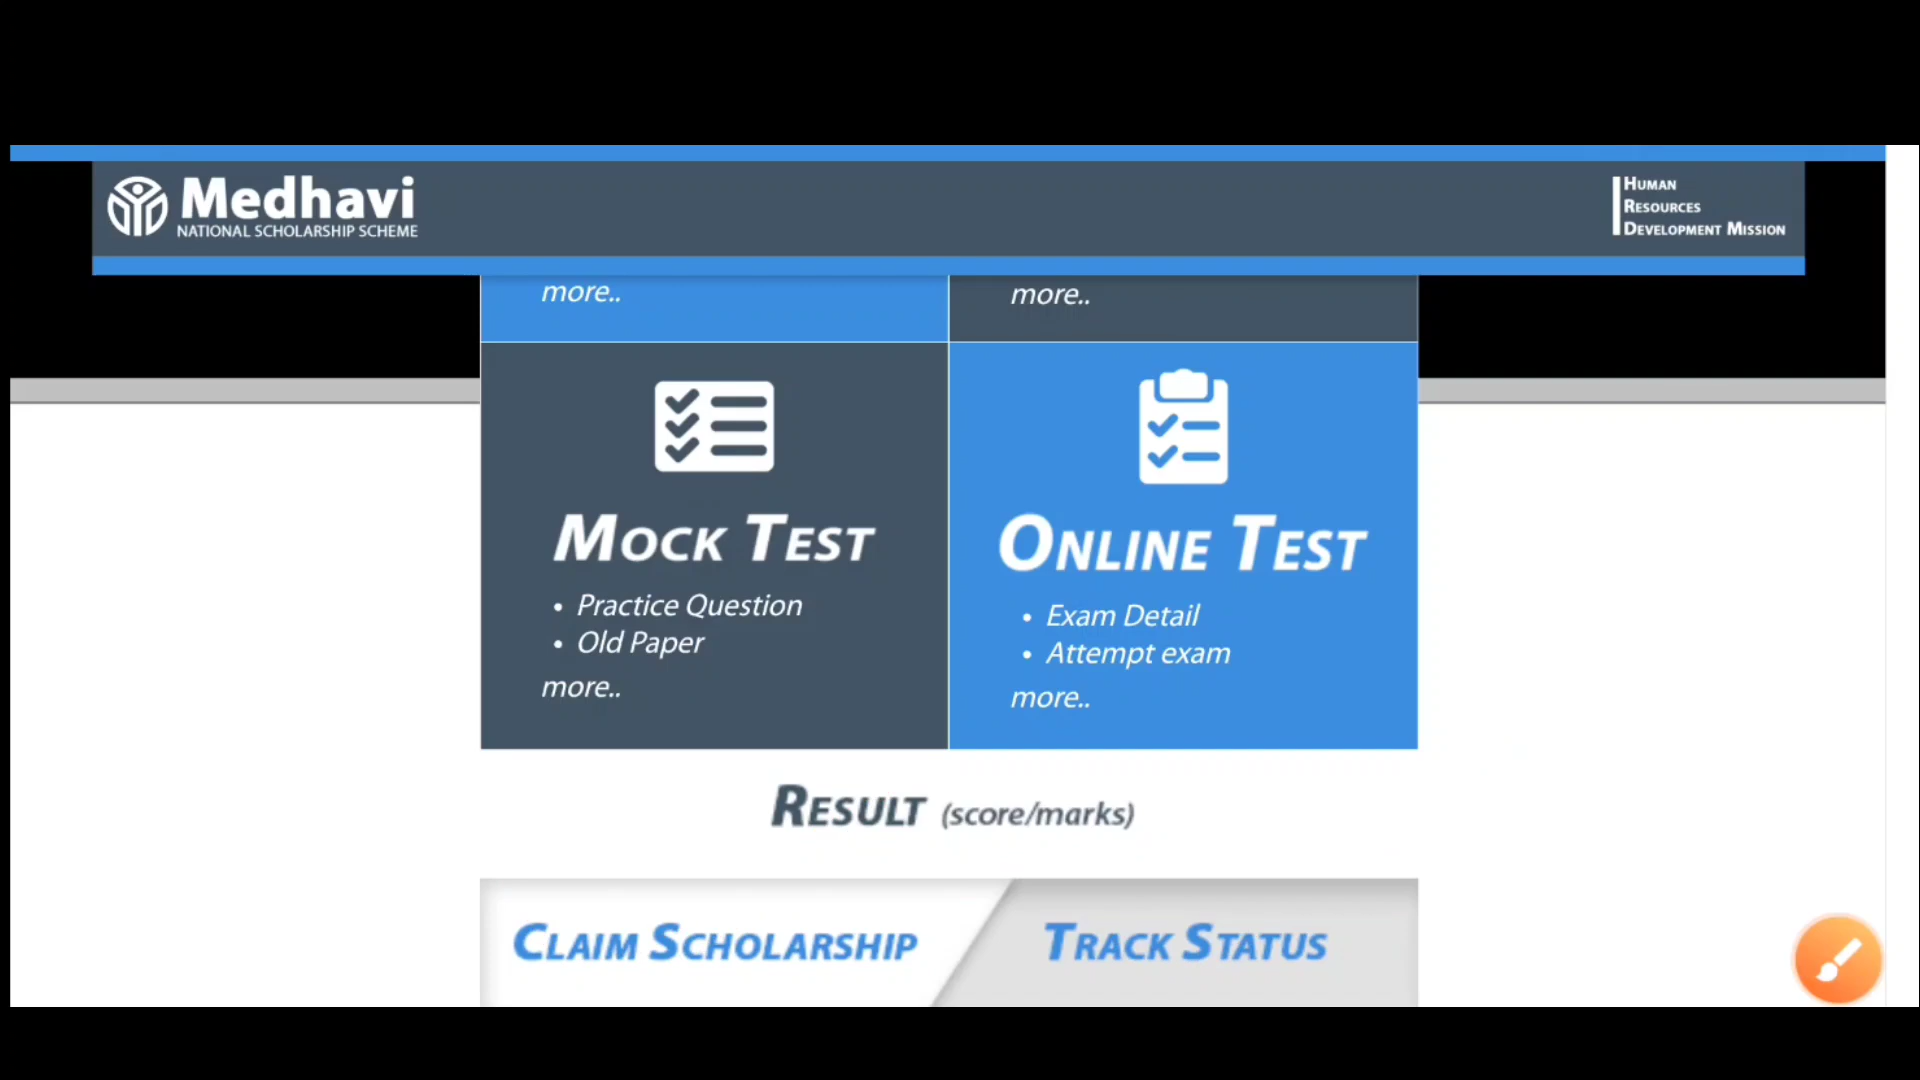 Medhavi
NATIONAL SCHOLARSHIP SCHEME
HUMAN
RESOURCES
DEVELOPMENT MISSION
more..
more..
MOCK TEST
• Practice Question
• Old Paper
more..
ONLINE TEST
• Exam Detail
• Attempt exam
more..
RESULT (score/marks)
CLAIM SCHOLARSHIP
TRACK STATUS